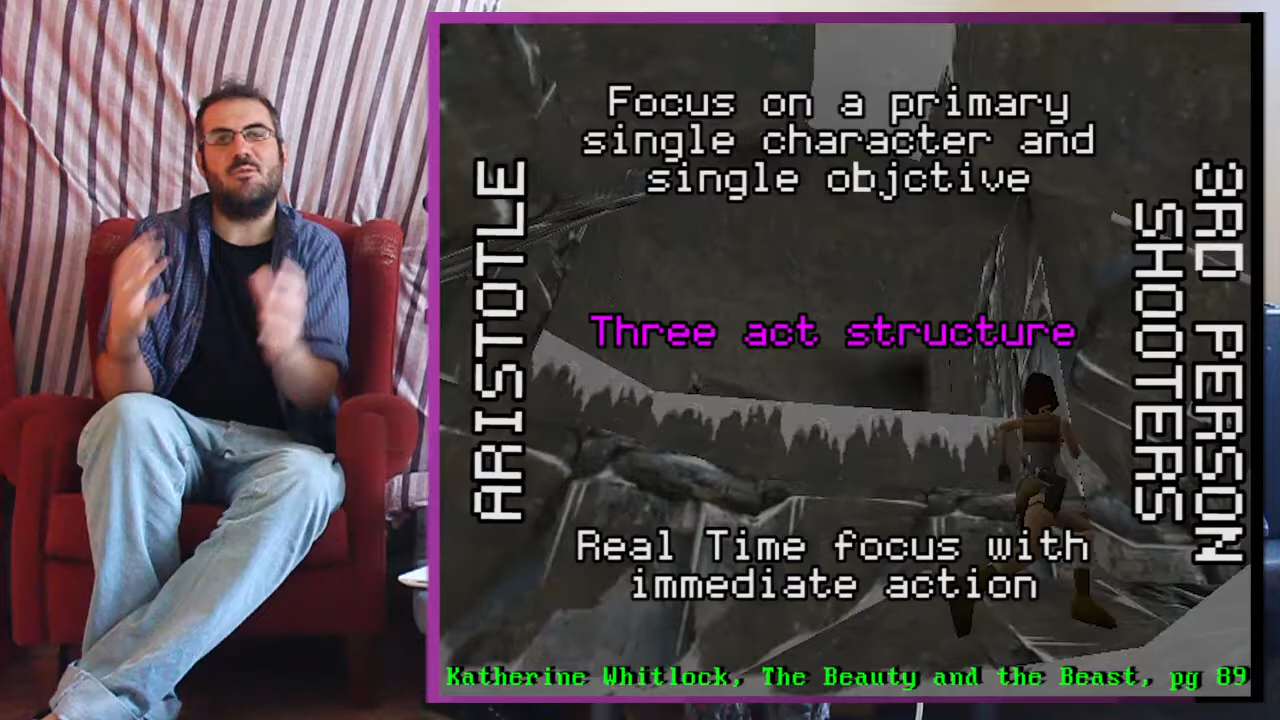 ARISTOTLE
Focus on a primary
single character and
single objctive
Three act structure
Real Time focus with
immediate action
3RD PERSON
SHOOTERS
Katherine Whitlock, The Beauty and the Beast, pg 89